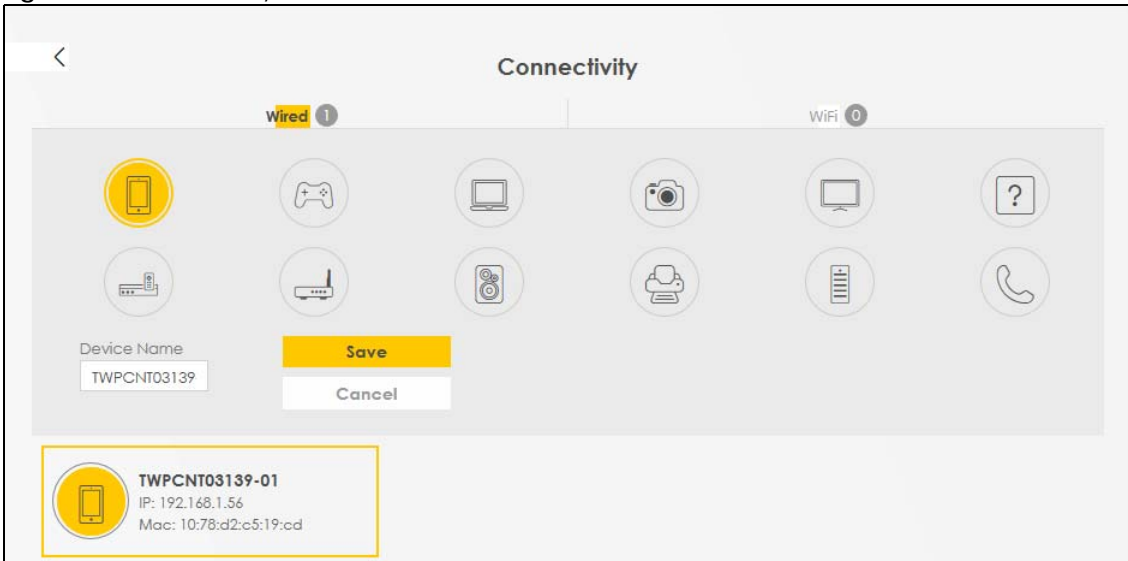 Connectivity
Wired 1
WiFi 0
?
Device Name
Save
TWPCNT03139
Cancel
TWPCNT03139-01
IP: 192.168.1.56
Mac: 10:78:d2:c5:19:cd